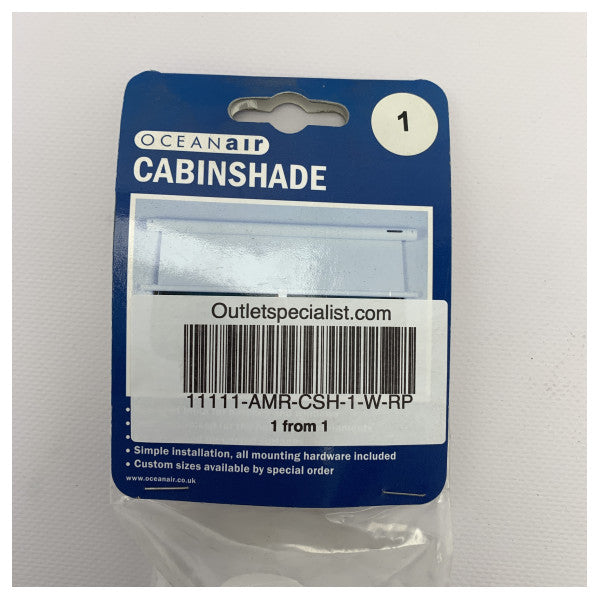 1
OCEANair
CABINSHADE
Outletspecialist.com
11111-AMR-CSH-1-W-RP
1 from 1
• Simple Installation, all mounting hardware included
• Custom sizes available by special order
www.oceanair.co.uk